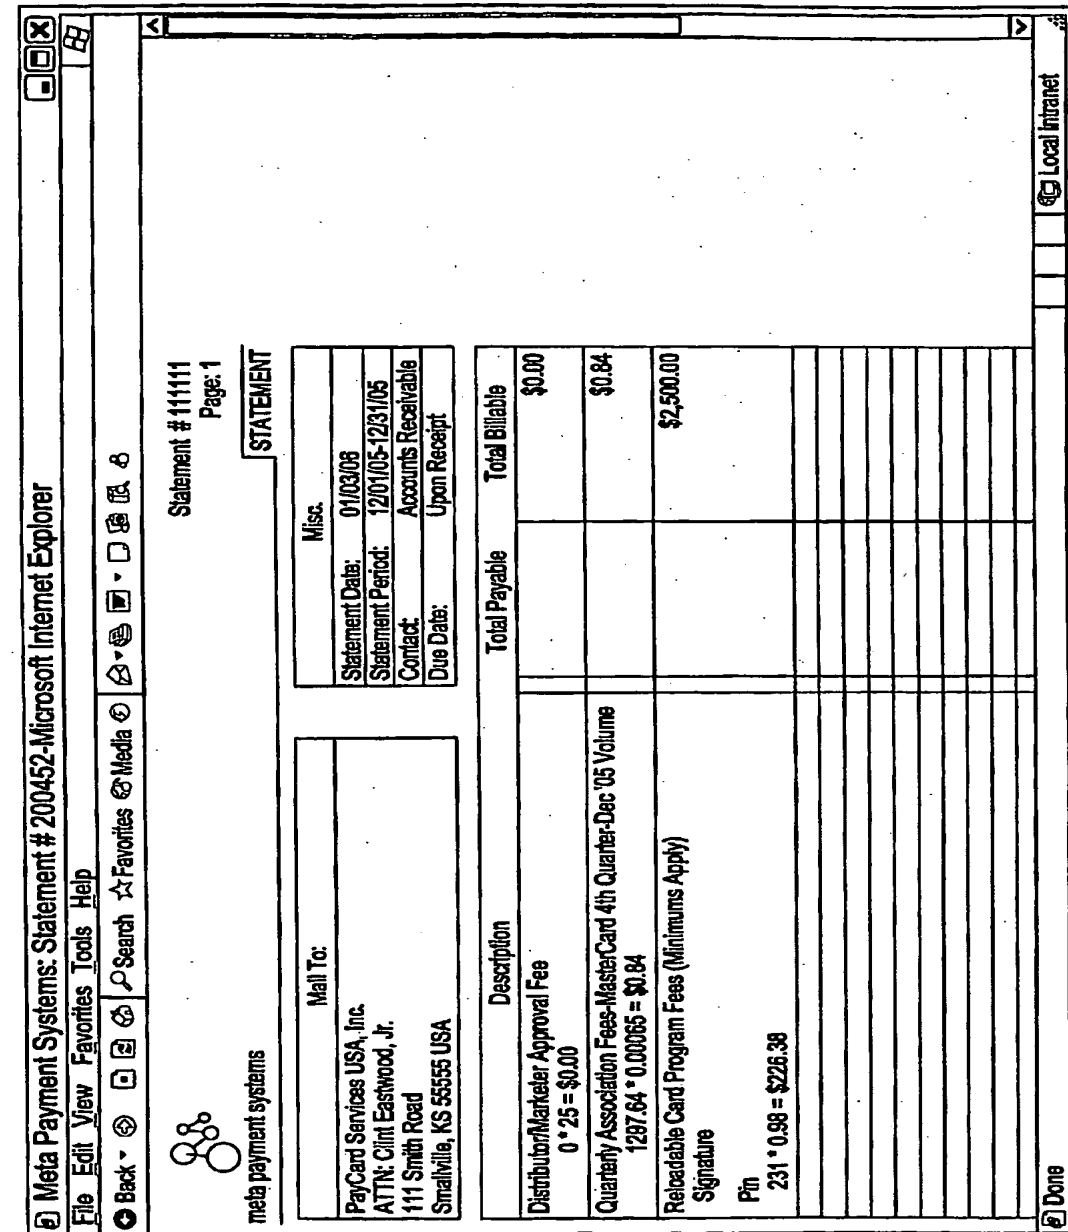 Meta Payment Systems: Statement # 200452-Microsoft Internet Explorer
File Edit View Favorites Tools Help
Back Search Favorites Media
meta payment systems
Statement # 111111
Page: 1
STATEMENT
Mail To:
PayCard Services USA, Inc.
ATTN: Clint Eastwood, Jr.
111 Smith Road
Smallville, KS 55555 USA
Misc.
Statement Date: 01/03/06
Statement Period: 12/01/05-12/31/05
Contact: Accounts Receivable
Due Date: Upon Receipt
Description Total Payable Total Billable
Distributor/Marketer Approval Fee $0.00
0 * 25 = $0.00
Quarterly Association Fees-MasterCard 4th Quarter-Dec '05 Volume $0.84
1297.64 * 0.00065 = $0.84
Reloadable Card Program Fees (Minimums Apply) $2,500.00
Signature
Pin
231 * 0.98 = $226.38
Done Local Intranet